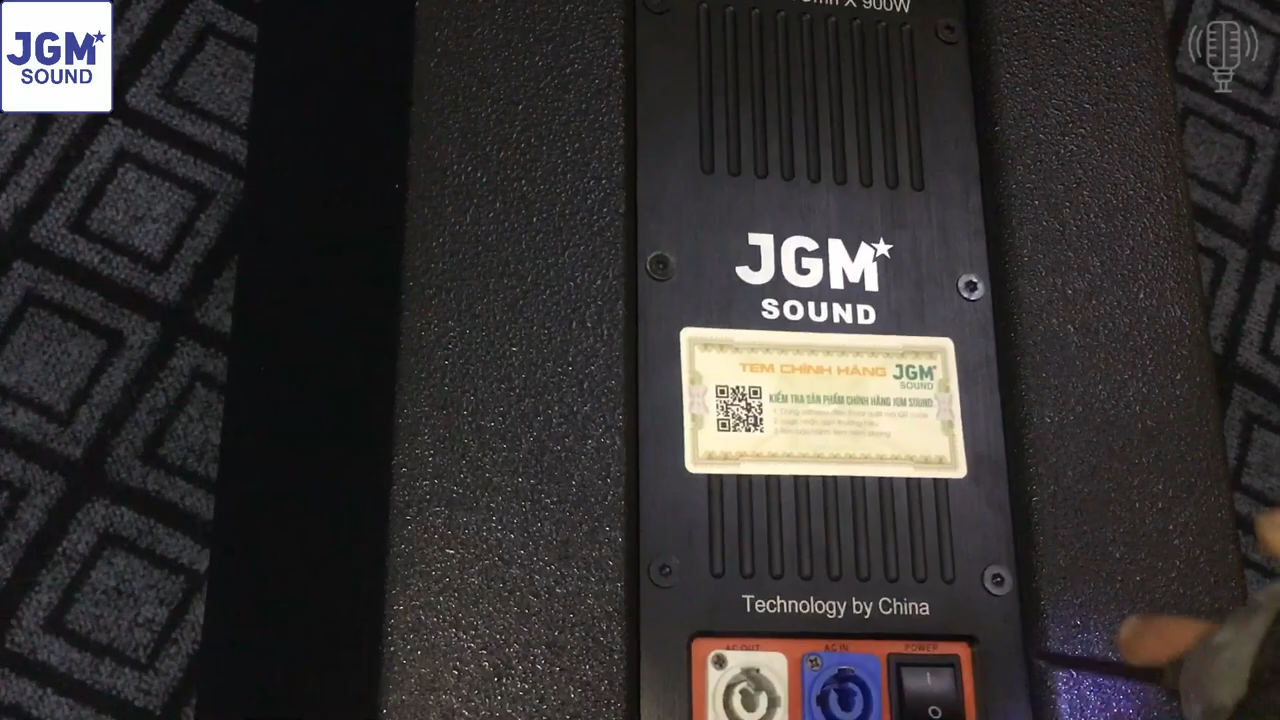 JGM
SOUND
X 900W
JGM
SOUND
TEM CHÍNH HÃNG JGM
SOUND
KIỂM TRA SẢN PHẨM CHÍNH HÃNG JGM SOUND
Technology by China
AC OUT
AC IN
POWER